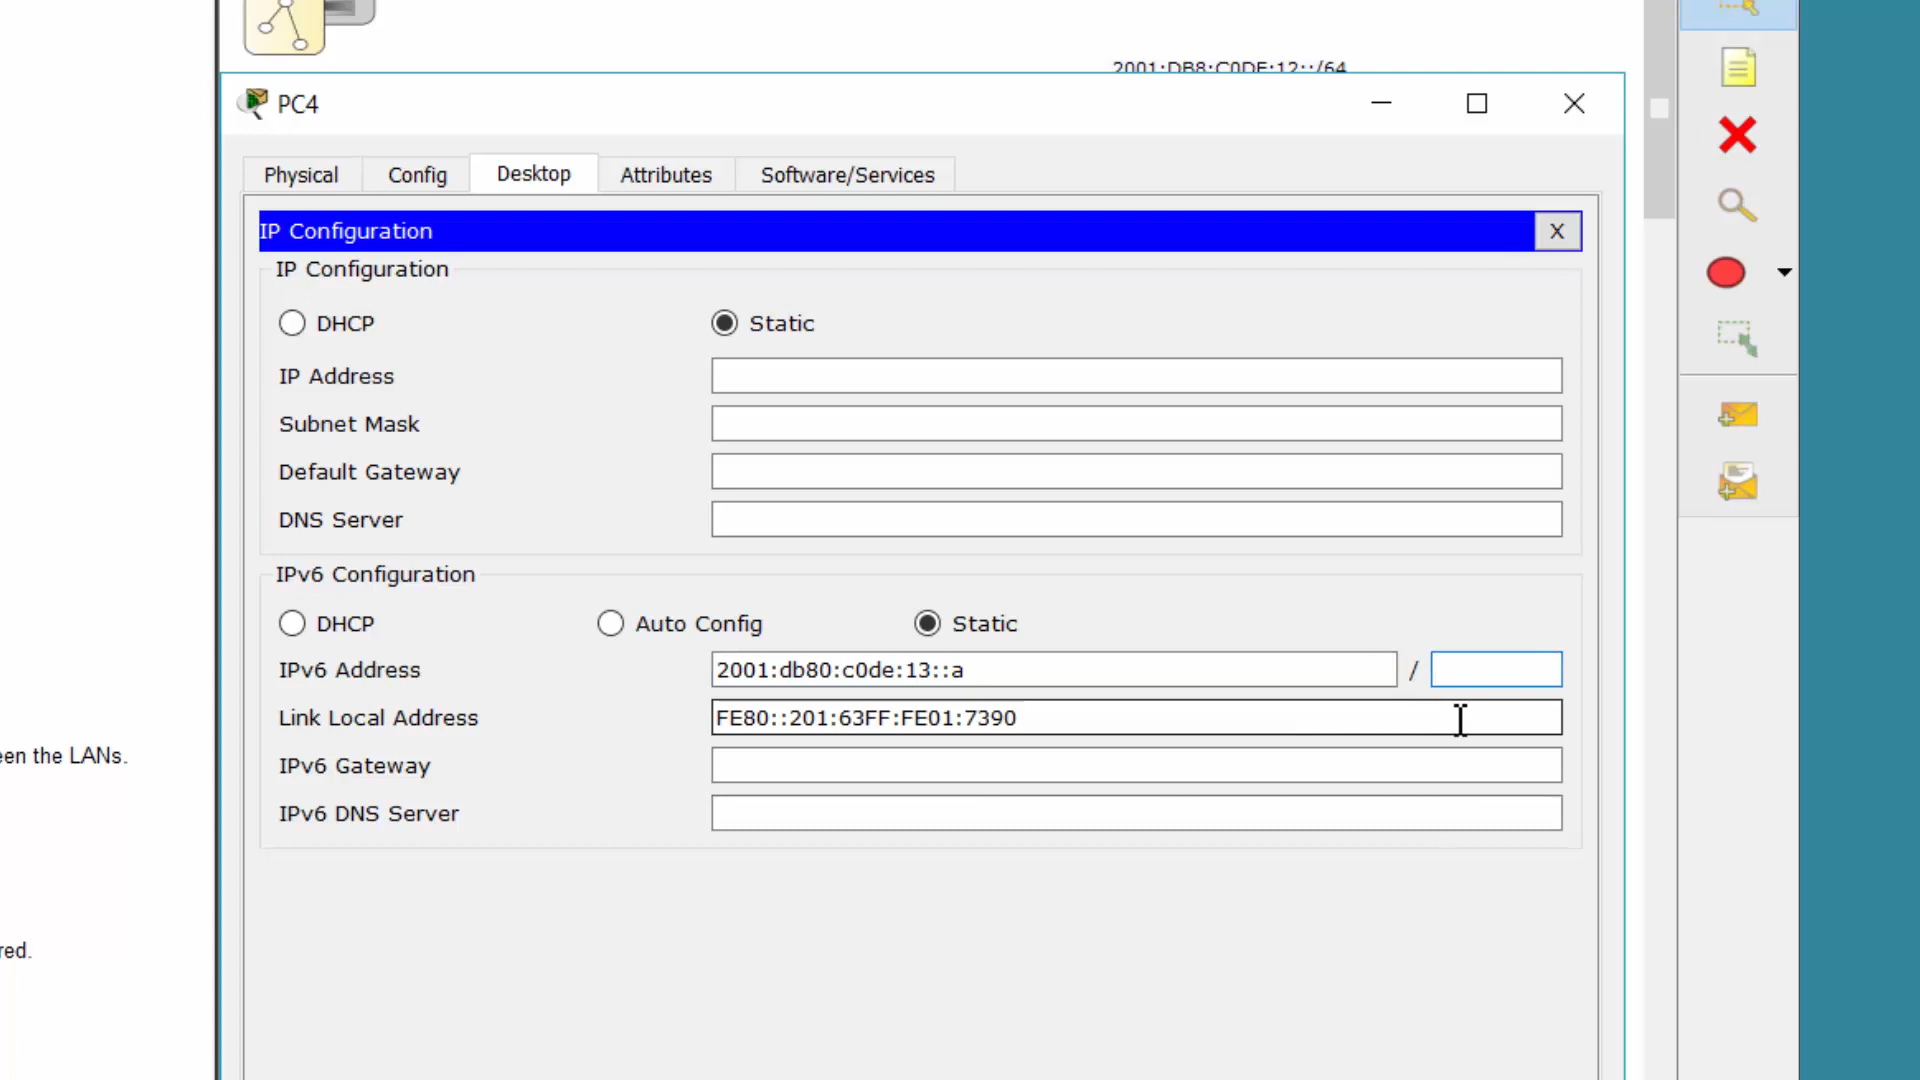 2001:DB8:C0DE:12::/64
PC4
Physical Config Desktop Attributes Software/Services
IP Configuration X
IP Configuration
DHCP Static
IP Address
Subnet Mask
Default Gateway
DNS Server
IPv6 Configuration
DHCP Auto Config Static
IPv6 Address 2001:db80:c0de:13::a /
Link Local Address FE80::201:63FF:FE01:7390
IPv6 Gateway
IPv6 DNS Server
een the LANs.
red.